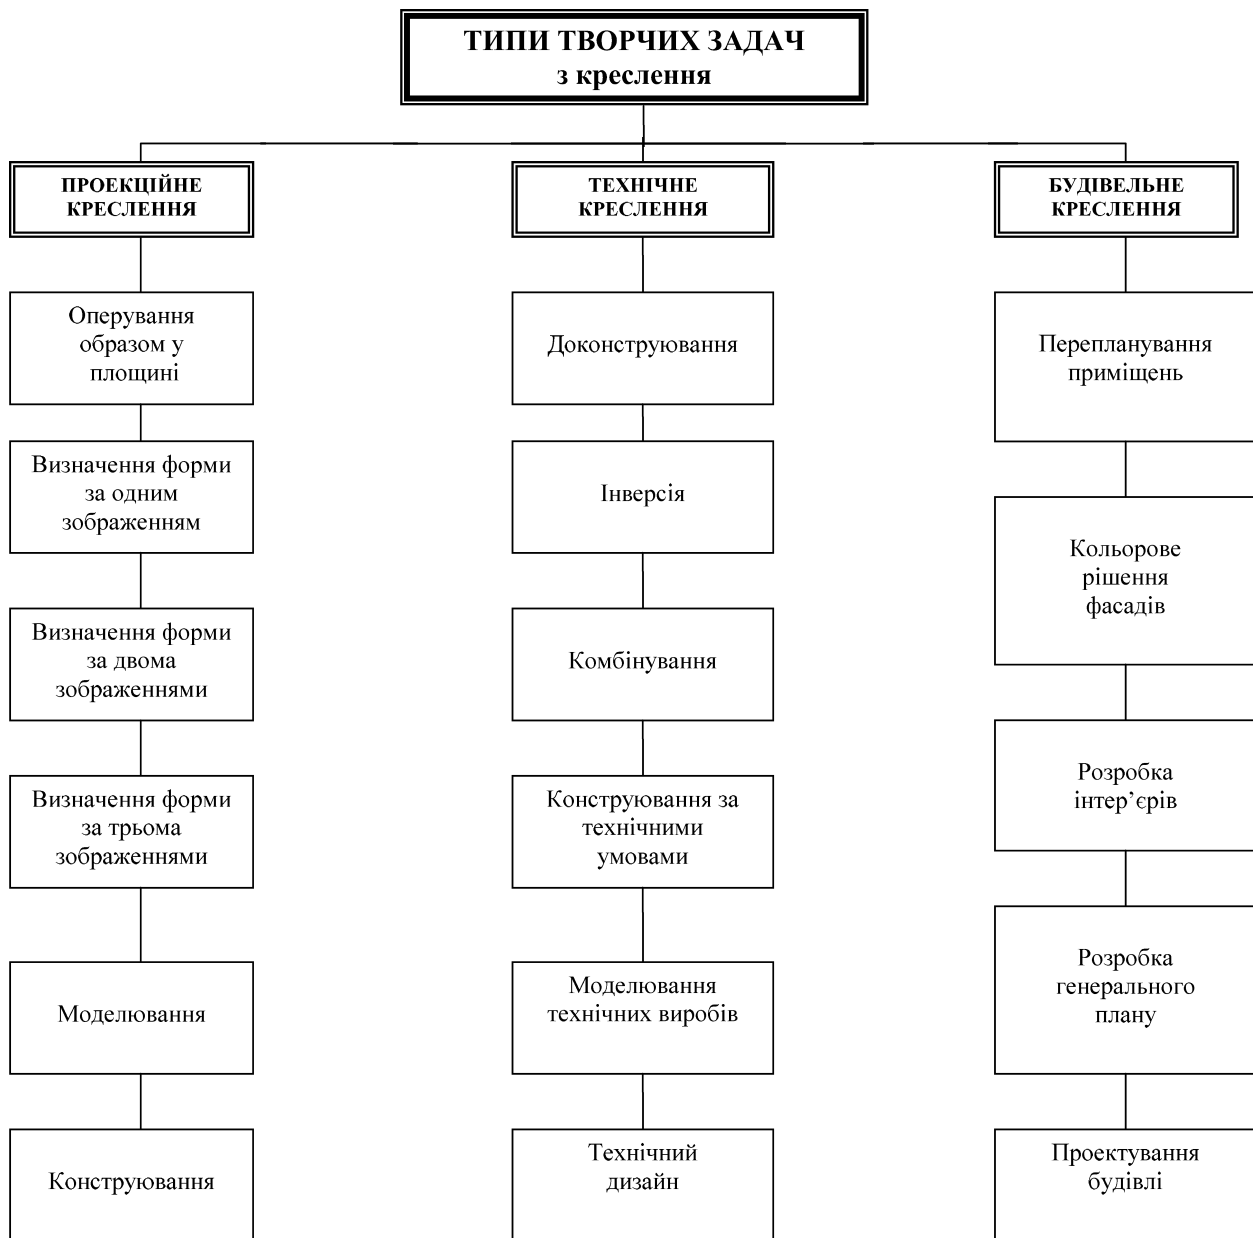 ТИПИ ТВОРЧИХ ЗАДАЧ
з креслення
ПРОЕКЦІЙНЕ
КРЕСЛЕННЯ
Оперування
образом у
площині
Визначення форми
за одним
зображенням
Визначення форми
за двома
зображеннями
Визначення форми
за трьома
зображеннями
Моделювання
Конструювання
ТЕХНІЧНЕ
КРЕСЛЕННЯ
Доконструювання
Інверсія
Комбінування
Конструювання за
технічними
умовами
Моделювання
технічних виробів
Технічний
дизайн
БУДІВЕЛЬНЕ
КРЕСЛЕННЯ
Перепланування
приміщень
Кольорове
рішення
фасадів
Розробка
інтер’єрів
Розробка
генерального
плану
Проектування
будівлі